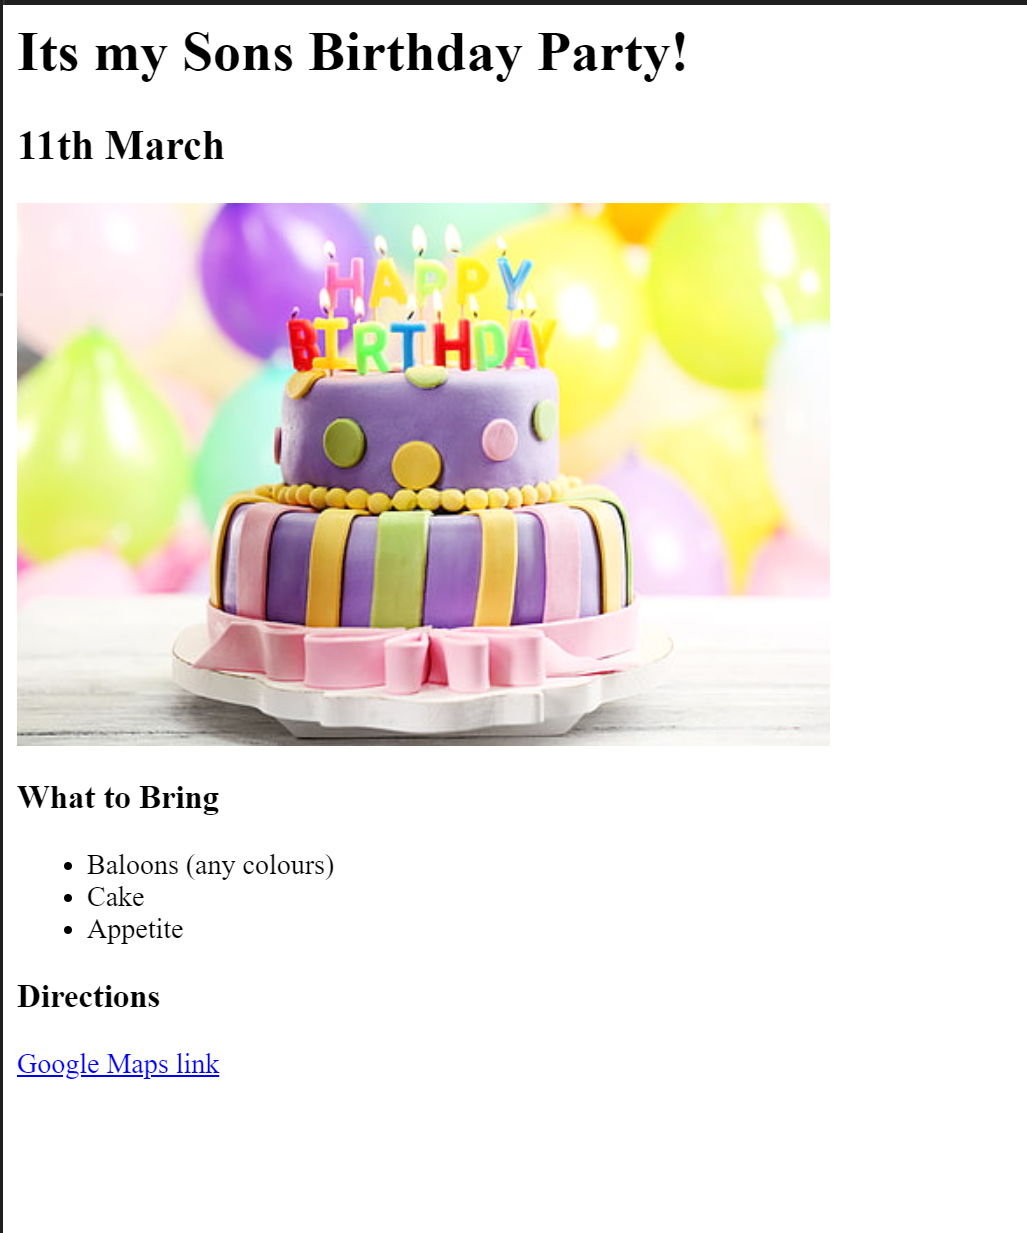 Its my Sons Birthday Party!
11th March
HAPPY
BIRTHDAY
What to Bring
Baloons (any colours)
Cake
Appetite
Directions
Google Maps link